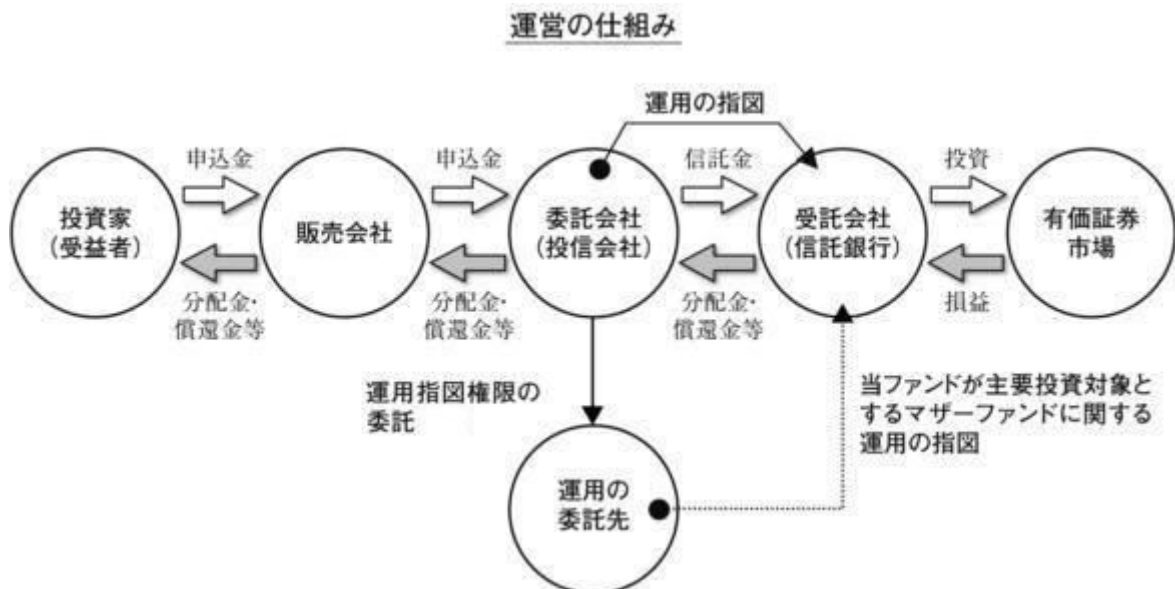 運営の仕組み
運用の指図
申込金
申込金
信託金
投資
投資家
(受益者)
販売会社
委託会社
(投信会社)
受託会社
(信託銀行)
有価証券
市場
分配金・
償還金等
分配金・
償還金等
分配金・
償還金等
損益
運用指図権限の
委託
当ファンドが主要投資対象と
するマザーファンドに関する
運用の指図
運用の
委託先